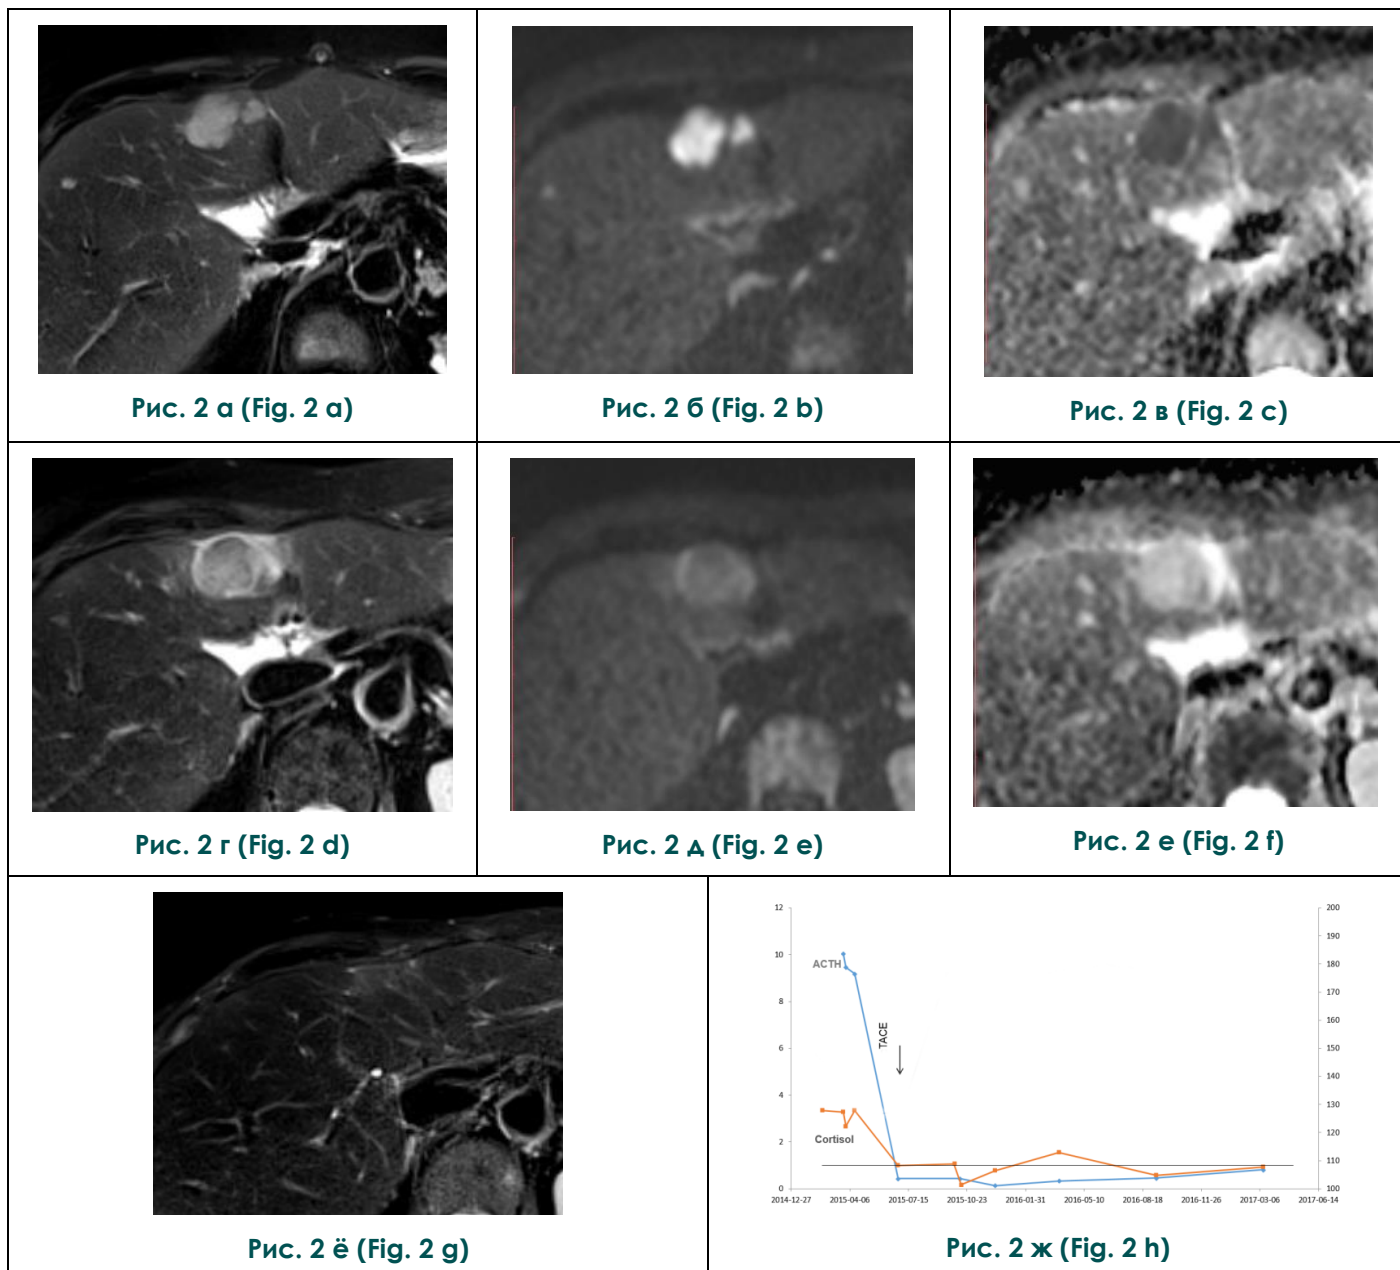 Рис. 2 а (Fig. 2 a)
Рис. 2 б (Fig. 2 b)
Рис. 2 в (Fig. 2 c)
Рис. 2 г (Fig. 2 d)
Рис. 2 д (Fig. 2 e)
Рис. 2 е (Fig. 2 f)
Рис. 2 ё (Fig. 2 g)
12
10
8
6
4
2
0
ACTH
Cortisol
TACE
200
190
180
170
160
150
140
130
120
110
100
2014-12-27 2015-04-06 2015-07-15 2015-10-23 2016-01-31 2016-05-10 2016-08-18 2016-11-26 2017-03-06 2017-06-14
Рис. 2 ж (Fig. 2 h)